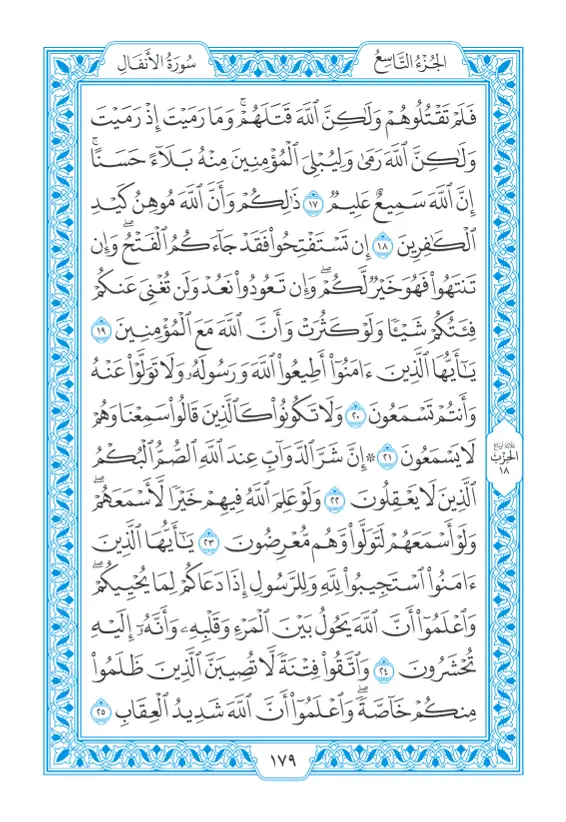 الجُزْءُ التَّاسِعُ
سُورَةُ الأَنفَالِ
فَلَمْ تَقْتُلُوهُمْ وَلَٰكِنَّ ٱللَّهَ قَتَلَهُمْۚ وَمَا رَمَيْتَ إِذْ رَمَيْتَ
وَلَٰكِنَّ ٱللَّهَ رَمَىٰ وَلِيُبْلِىَ ٱلْمُؤْمِنِينَ مِنْهُ بَلَآءً حَسَنًاۚ
إِنَّ ٱللَّهَ سَمِيعٌ عَلِيمٌ ١٧ ذَٰلِكُمْ وَأَنَّ ٱللَّهَ مُوهِنُ كَيْدِ
ٱلْكَٰفِرِينَ ١٨ إِن تَسْتَفْتِحُوا۟ فَقَدْ جَآءَكُمُ ٱلْفَتْحُۖ وَإِن
تَنتَهُوا۟ فَهُوَ خَيْرٌ لَّكُمْۖ وَإِن تَعُودُوا۟ نَعُدْ وَلَن تُغْنِىَ عَنكُمْ
فِئَتُكُمْ شَيْـًٔا وَلَوْ كَثُرَتْ وَأَنَّ ٱللَّهَ مَعَ ٱلْمُؤْمِنِينَ ١٩
يَٰٓأَيُّهَا ٱلَّذِينَ ءَامَنُوٓا۟ أَطِيعُوا۟ ٱللَّهَ وَرَسُولَهُۥ وَلَا تَوَلَّوْا۟ عَنْهُ
وَأَنتُمْ تَسْمَعُونَ ٢٠ وَلَا تَكُونُوا۟ كَٱلَّذِينَ قَالُوا۟ سَمِعْنَا وَهُمْ
لَا يَسْمَعُونَ ٢١ ۞ إِنَّ شَرَّ ٱلدَّوَآبِّ عِندَ ٱللَّهِ ٱلصُّمُّ ٱلْبُكْمُ
ٱلَّذِينَ لَا يَعْقِلُونَ ٢٢ وَلَوْ عَلِمَ ٱللَّهُ فِيهِمْ خَيْرًا لَّأَسْمَعَهُمْۖ
وَلَوْ أَسْمَعَهُمْ لَتَوَلَّوا۟ وَّهُم مُّعْرِضُونَ ٢٣ يَٰٓأَيُّهَا ٱلَّذِينَ
ءَامَنُوا۟ ٱسْتَجِيبُوا۟ لِلَّهِ وَلِلرَّسُولِ إِذَا دَعَاكُمْ لِمَا يُحْيِيكُمْۖ
وَٱعْلَمُوٓا۟ أَنَّ ٱللَّهَ يَحُولُ بَيْنَ ٱلْمَرْءِ وَقَلْبِهِۦ وَأَنَّهُۥٓ إِلَيْهِ
تُحْشَرُونَ ٢٤ وَٱتَّقُوا۟ فِتْنَةً لَّا تُصِيبَنَّ ٱلَّذِينَ ظَلَمُوا۟
مِنكُمْ خَآصَّةًۖ وَٱعْلَمُوٓا۟ أَنَّ ٱللَّهَ شَدِيدُ ٱلْعِقَابِ ٢٥
ثلاثة أرباع
الحِزْب
١٨
١٧٩